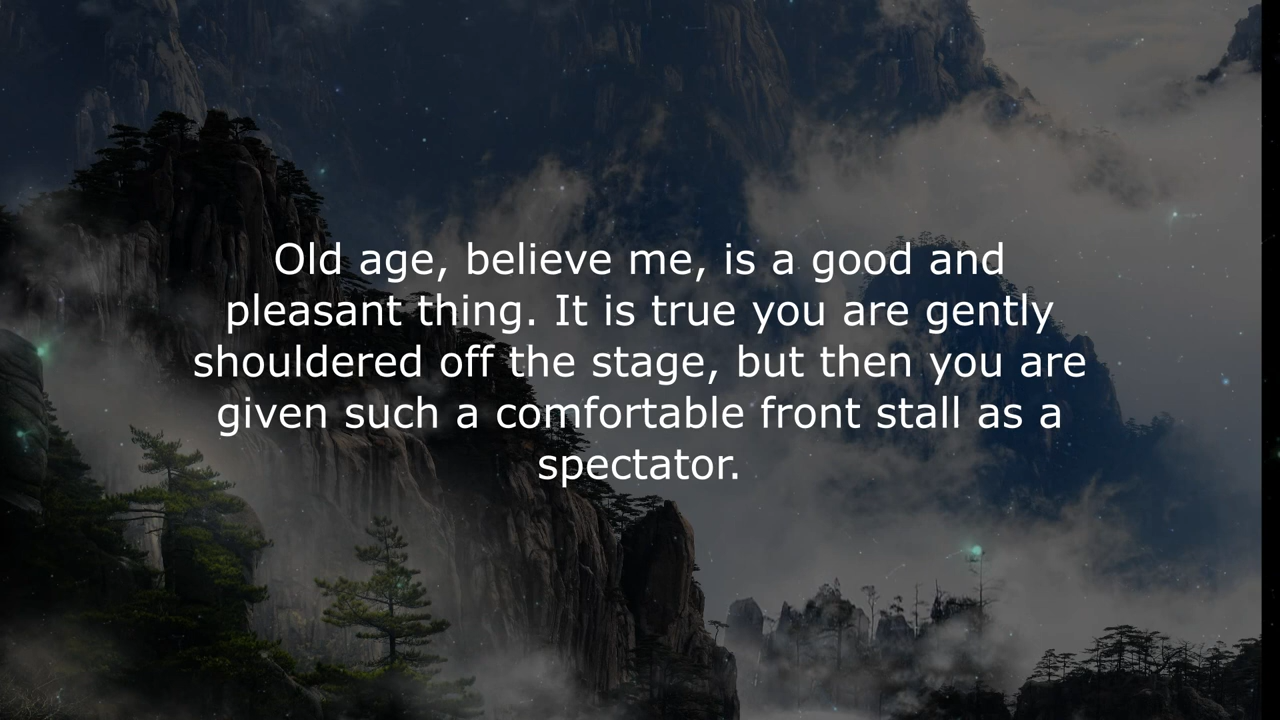 Old age, believe me, is a good and
pleasant thing. It is true you are gently
shouldered off the stage, but then you are
given such a comfortable front stall as a
spectator.